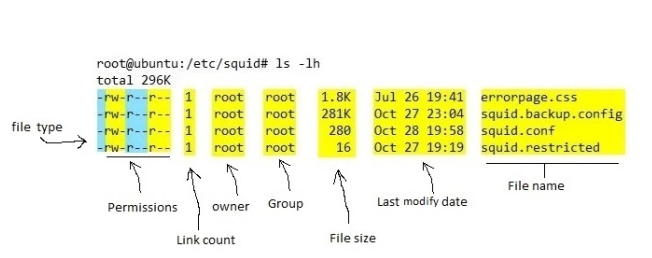 root@ubuntu:/etc/squid# ls -lh
total 296K
-rw-r--r-- 1 root root 1.8K Jul 26 19:41 errorpage.css
-rw-r--r-- 1 root root 281K Oct 27 23:04 squid.backup.config
-rw-r--r-- 1 root root 280 Oct 28 19:58 squid.conf
-rw-r--r-- 1 root root 16 Oct 27 19:19 squid.restricted
file type
Permissions
Link count
owner
Group
File size
Last modify date
File name